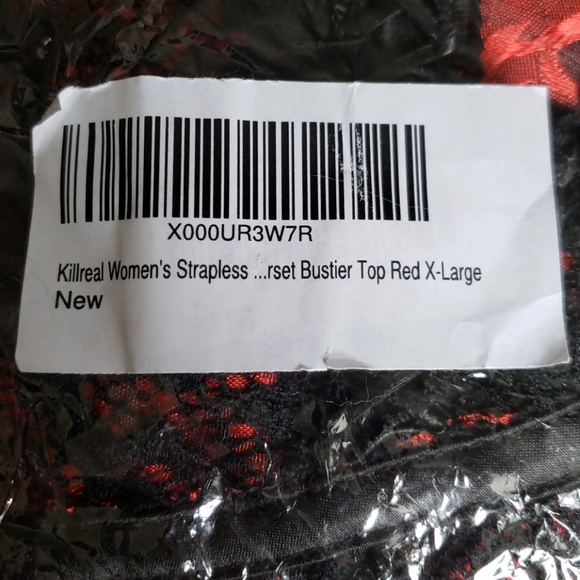 X000UR3W7R
Killreal Women's Strapless ...rset Bustier Top Red X-Large
New